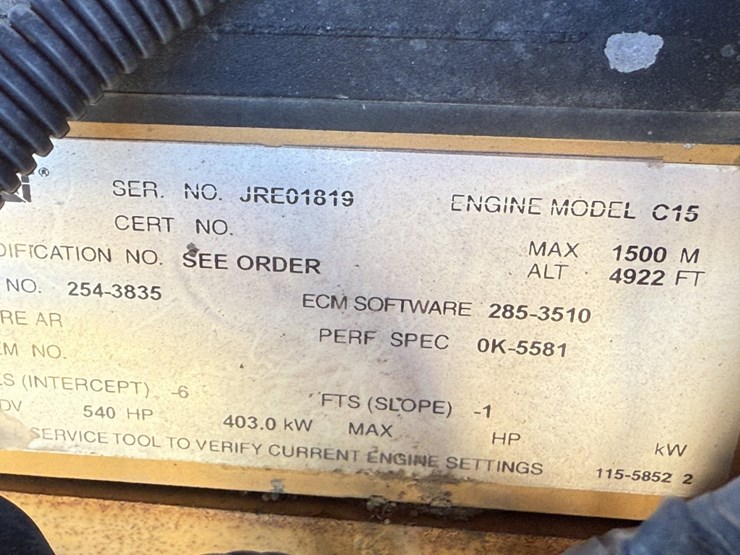 ®
SER. NO. JRE01819 ENGINE MODEL C15
CERT NO.
MAX 1500 M
DIFICATION NO. SEE ORDER
ALT 4922 FT
NO. 254-3835
ECM SOFTWARE 285-3510
RE AR
PERF SPEC 0K-5581
EM NO.
LS (INTERCEPT) -6
FTS (SLOPE) -1
DV 540 HP 403.0 kW MAX HP kW
SERVICE TOOL TO VERIFY CURRENT ENGINE SETTINGS 115-5852 2